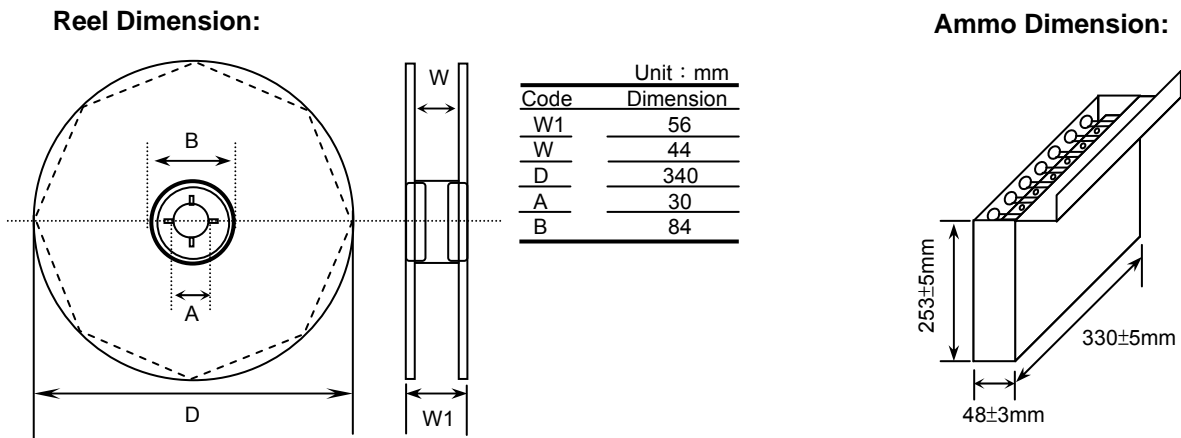 Reel Dimension:
Ammo Dimension:
W
B
A
D
W1
Unit：mm
Code Dimension
W1 56
W 44
D 340
A 30
B 84
253±5mm
330±5mm
48±3mm